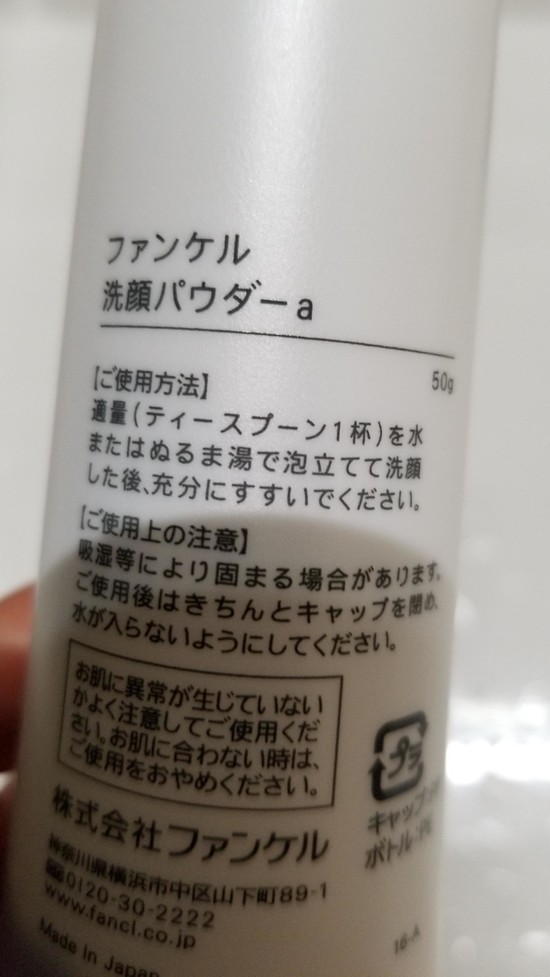 ファンケル
洗顔パウダーa
50g
【ご使用方法】
適量(ティースプーン1杯)を水
またはぬるま湯で泡立てて洗顔
した後、充分にすすいでください。
【ご使用上の注意】
吸湿等により固まる場合があります。
ご使用後はきちんとキャップを閉め、
水が入らないようにしてください。
お肌に異常が生じていない
かよく注意してご使用くだ
さい。お肌に合わない時は、
ご使用をおやめください。
プラ
キャップ:
ボトル:PE
株式会社ファンケル
神奈川県横浜市中区山下町89-1
0120-30-2222
www.fancl.co.jp
Made in Japan
16-A